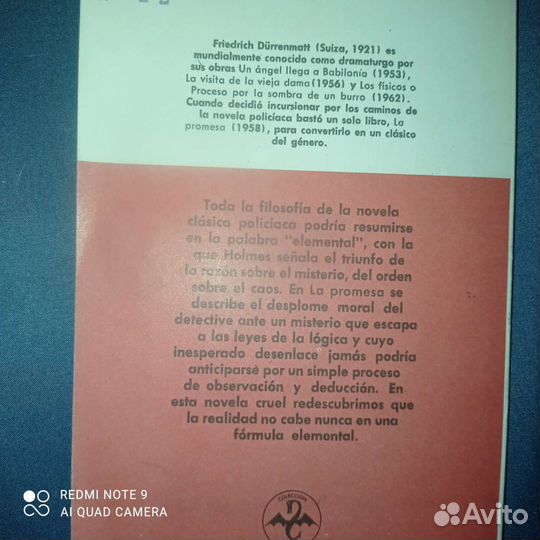 Friedrich Dürrenmatt (Suiza, 1921) es
mundialmente conocido como dramaturgo por
sus obras Un ángel llega a Babilonia (1953),
La visita de la vieja dama (1956) y Los físicos o
Proceso por la sombra de un burro (1962).
Cuando decidió incursionar por los caminos de
la novela policíaca bastó un solo libro, La
promesa (1958), para convertirlo en un clásico
del género.
Toda la filosofía de la novela
clásica policíaca podría resumirse
en la palabra "elemental", con la
que Holmes señala el triunfo de
la razón sobre el misterio, del orden
sobre el caos. En La promesa se
describe el desplome moral del
detective ante un misterio que escapa
a las leyes de la lógica y cuyo
inesperado desenlace jamás podría
anticiparse por un simple proceso
de observación y deducción. En
esta novela cruel redescubrimos que
la realidad no cabe nunca en una
fórmula elemental.
COLECCION
REDMI NOTE 9
AI QUAD CAMERA
Avito